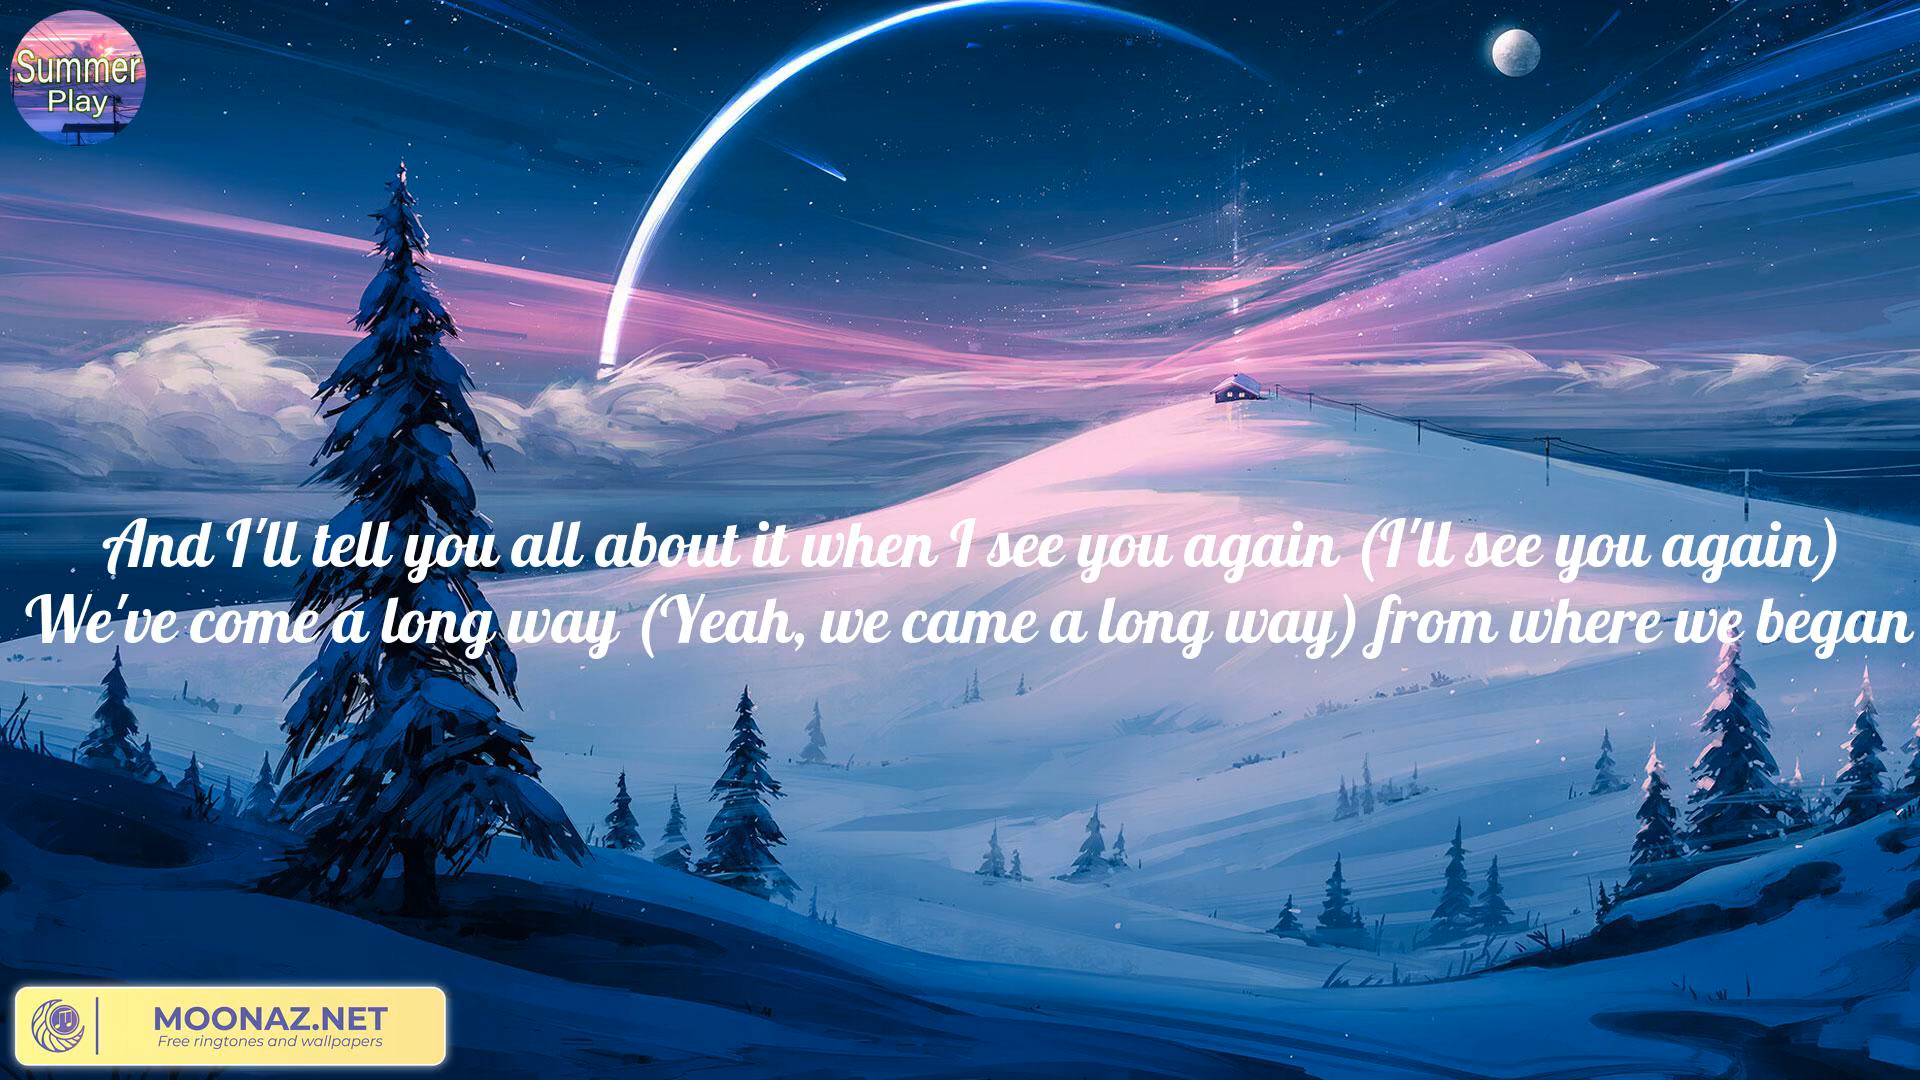 Summer
Play
And I'll tell you all about it when I see you again (I'll see you again)
We've come a long way (Yeah, we came a long way) from where we began
MOONAZ.NET
Free ringtones and wallpapers